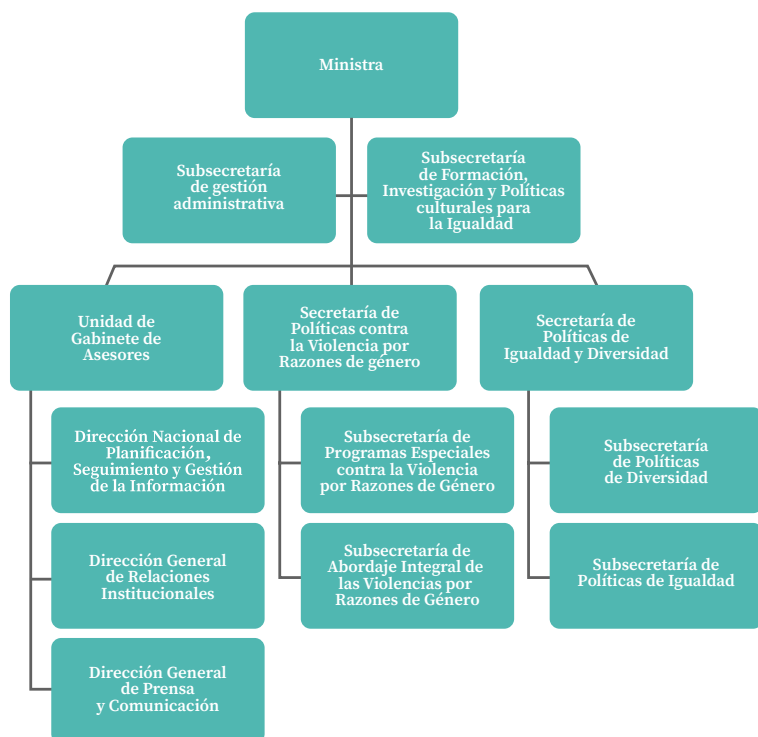 Ministra
Subsecretaría
de gestión
administrativa
Subsecretaría
de Formación,
Investigación y Políticas
culturales para
la Igualdad
Unidad de
Gabinete de
Asesores
Secretaría de
Políticas contra
la Violencia por
Razones de género
Secretaría de
Políticas de
Igualdad y Diversidad
Dirección Nacional de
Planificación,
Seguimiento y Gestión
de la Información
Subsecretaría de
Programas Especiales
contra la Violencia
por Razones de Género
Subsecretaría
de Políticas
de Diversidad
Dirección General
de Relaciones
Institucionales
Subsecretaría de
Abordaje Integral de
las Violencias por
Razones de Género
Subsecretaría de
Políticas de Igualdad
Dirección General
de Prensa
y Comunicación